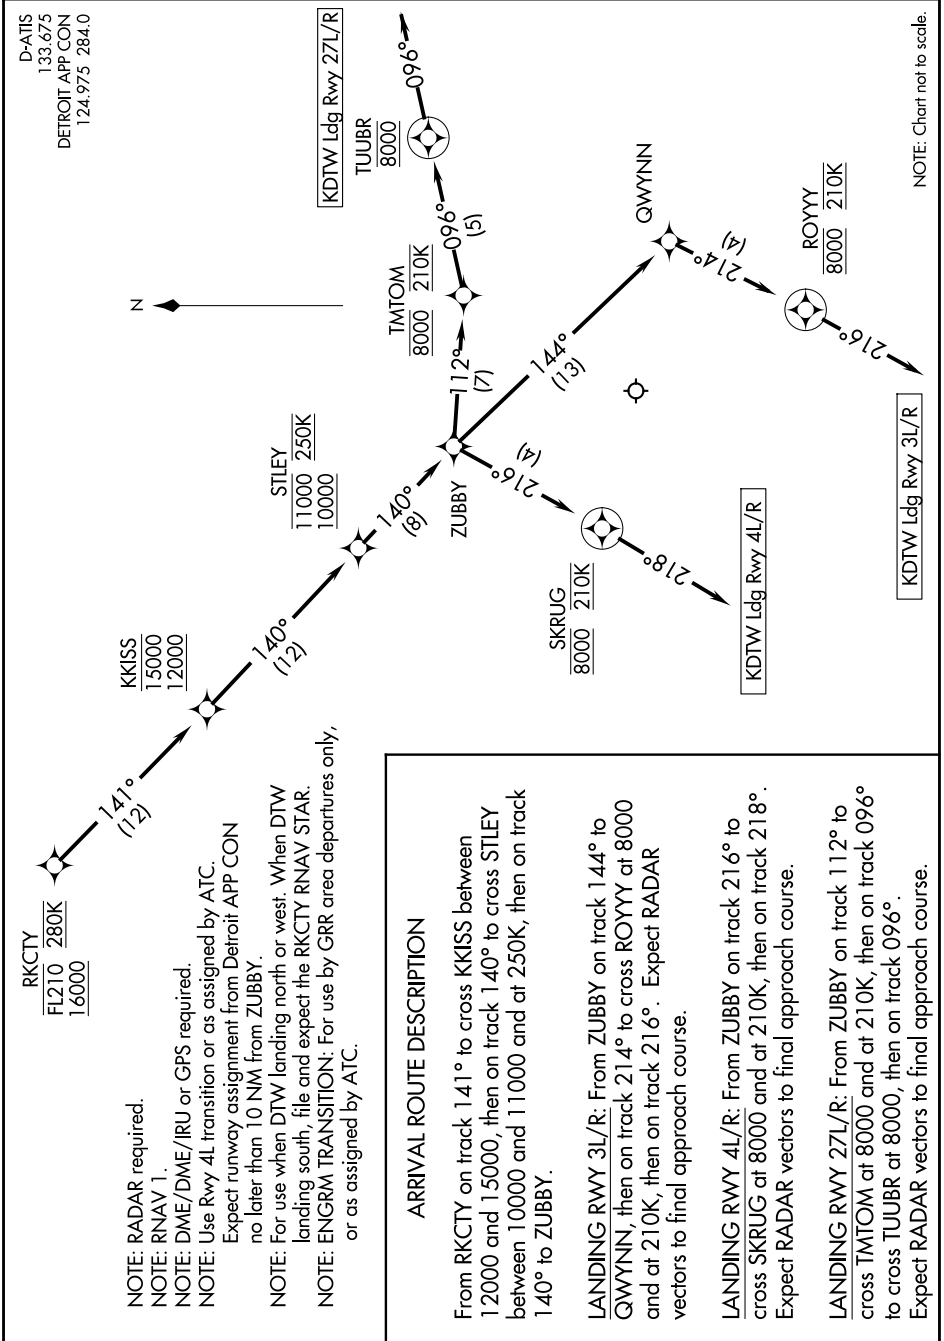 D-ATIS
133.675
DETROIT APP CON
124.975 284.0
RKCTY
FL210 280K
16000
141°
(12)
KKISS
15000
12000
140°
(12)
STLEY
11000 250K
10000
140°
(8)
ZUBBY
N
112°
(7)
TMTOM
8000 210K
096°
(5)
TUUBR
8000
096°
KDTW Ldg Rwy 27L/R
144°
(13)
QWYNN
214°
(4)
ROYYY
8000 210K
216°
KDTW Ldg Rwy 3L/R
216°
(4)
SKRUG
8000 210K
218°
KDTW Ldg Rwy 4L/R
NOTE: Chart not to scale.
NOTE: RADAR required.
NOTE: RNAV 1.
NOTE: DME/DME/IRU or GPS required.
NOTE: Use Rwy 4L transition or as assigned by ATC.
Expect runway assignment from Detroit APP CON
no later than 10 NM from ZUBBY.
NOTE: For use when DTW landing north or west. When DTW
landing south, file and expect the RKCTY RNAV STAR.
NOTE: ENGRM TRANSITION: For use by GRR area departures only,
or as assigned by ATC.
ARRIVAL ROUTE DESCRIPTION
From RKCTY on track 141° to cross KKISS between
12000 and 15000, then on track 140° to cross STLEY
between 10000 and 11000 and at 250K, then on track
140° to ZUBBY.
LANDING RWY 3L/R: From ZUBBY on track 144° to
QWYNN, then on track 214° to cross ROYYY at 8000
and at 210K, then on track 216°. Expect RADAR
vectors to final approach course.
LANDING RWY 4L/R: From ZUBBY on track 216° to
cross SKRUG at 8000 and at 210K, then on track 218°.
Expect RADAR vectors to final approach course.
LANDING RWY 27L/R: From ZUBBY on track 112° to
cross TMTOM at 8000 and at 210K, then on track 096°
to cross TUUBR at 8000, then on track 096°.
Expect RADAR vectors to final approach course.